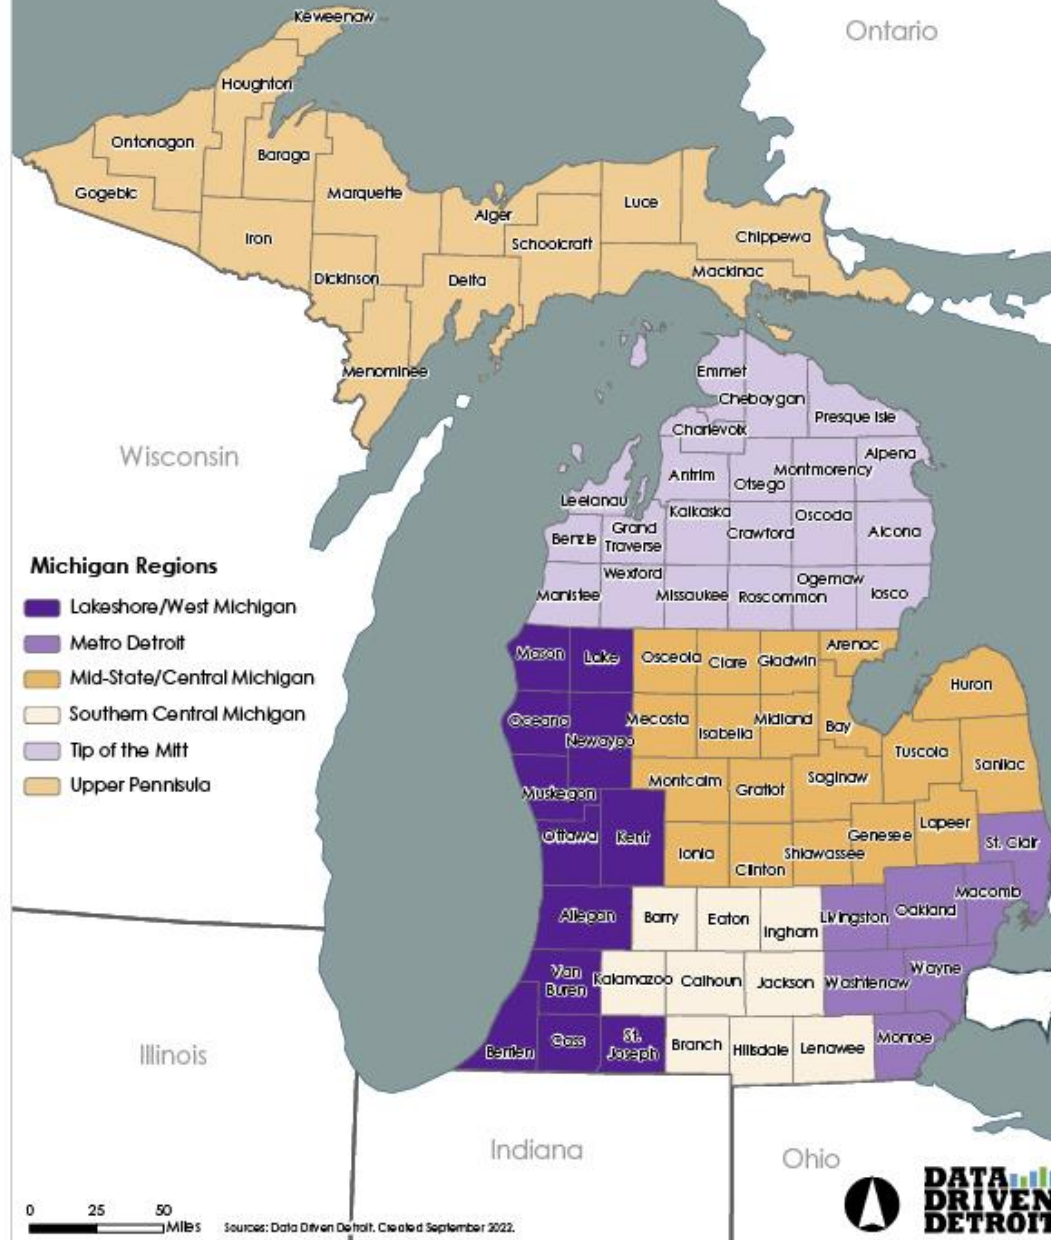 Keweenaw
Ontario
Houghton
Ontonagon
Baraga
Gogebic
Marquette
Luce
Alger
Iron
Schoolcraft
Chippewa
Dickinson
Delta
Mackinac
Menominee
Emmet
Cheboygan
Presque Isle
Charlevoix
Wisconsin
Alpena
Antrim
Otsego
Montmorency
Leelanau
Kalkaska
Oscoda
Benzie
Grand
Traverse
Crawford
Alcona
Michigan Regions
Wexford
Ogemaw
Manistee
Missaukee
Roscommon
Iosco
Lakeshore/West Michigan
Metro Detroit
Mid-State/Central Michigan
Southern Central Michigan
Tip of the Mitt
Upper Pennisula
Mason
Lake
Osceola
Clare
Gladwin
Arenac
Huron
Oceana
Newaygo
Mecosta
Isabella
Midland
Bay
Tuscola
Sanilac
Muskegon
Montcalm
Gratiot
Saginaw
Ottawa
Kent
Ionia
Clinton
Shiawassee
Genesee
Lapeer
St. Clair
Allegan
Barry
Eaton
Ingham
Livingston
Oakland
Macomb
Van
Buren
Kalamazoo
Calhoun
Jackson
Washtenaw
Wayne
Illinois
Berrien
Cass
St.
Joseph
Branch
Hillsdale
Lenawee
Monroe
Indiana
Ohio
DATA
DRIVEN
DETROIT
0 25 50
Miles
Sources: Data Driven Detroit. Created September 2022.